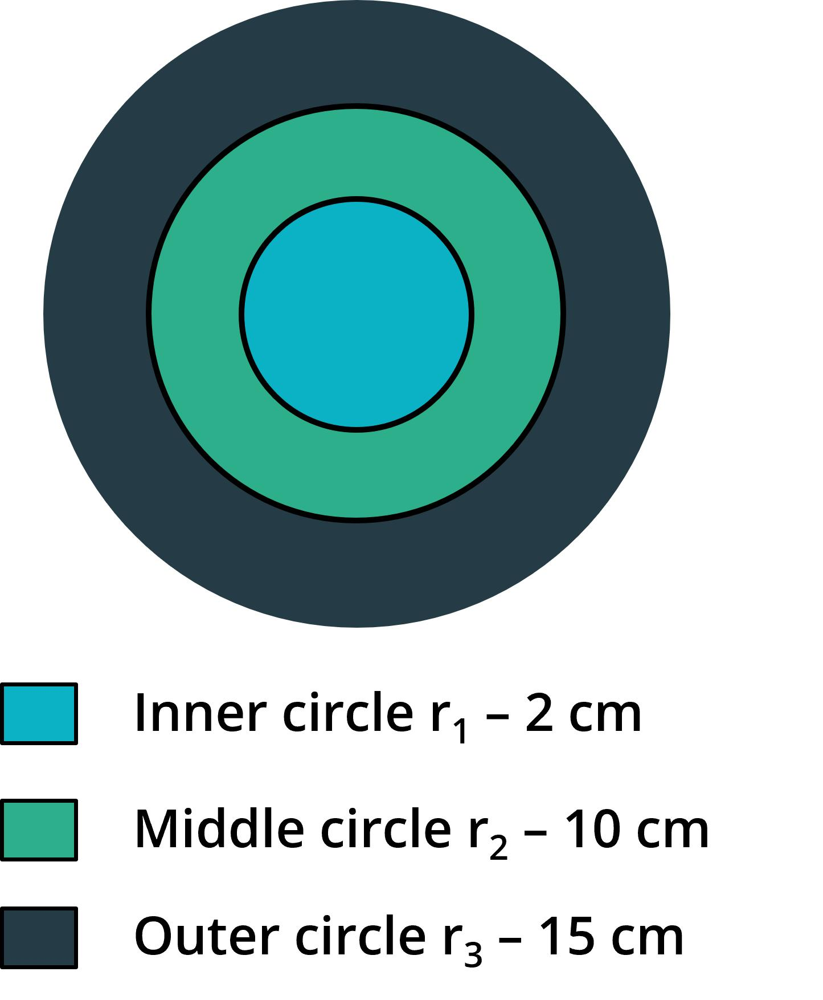 Inner circle r₁ – 2 cm
Middle circle r₂ – 10 cm
Outer circle r₃ – 15 cm